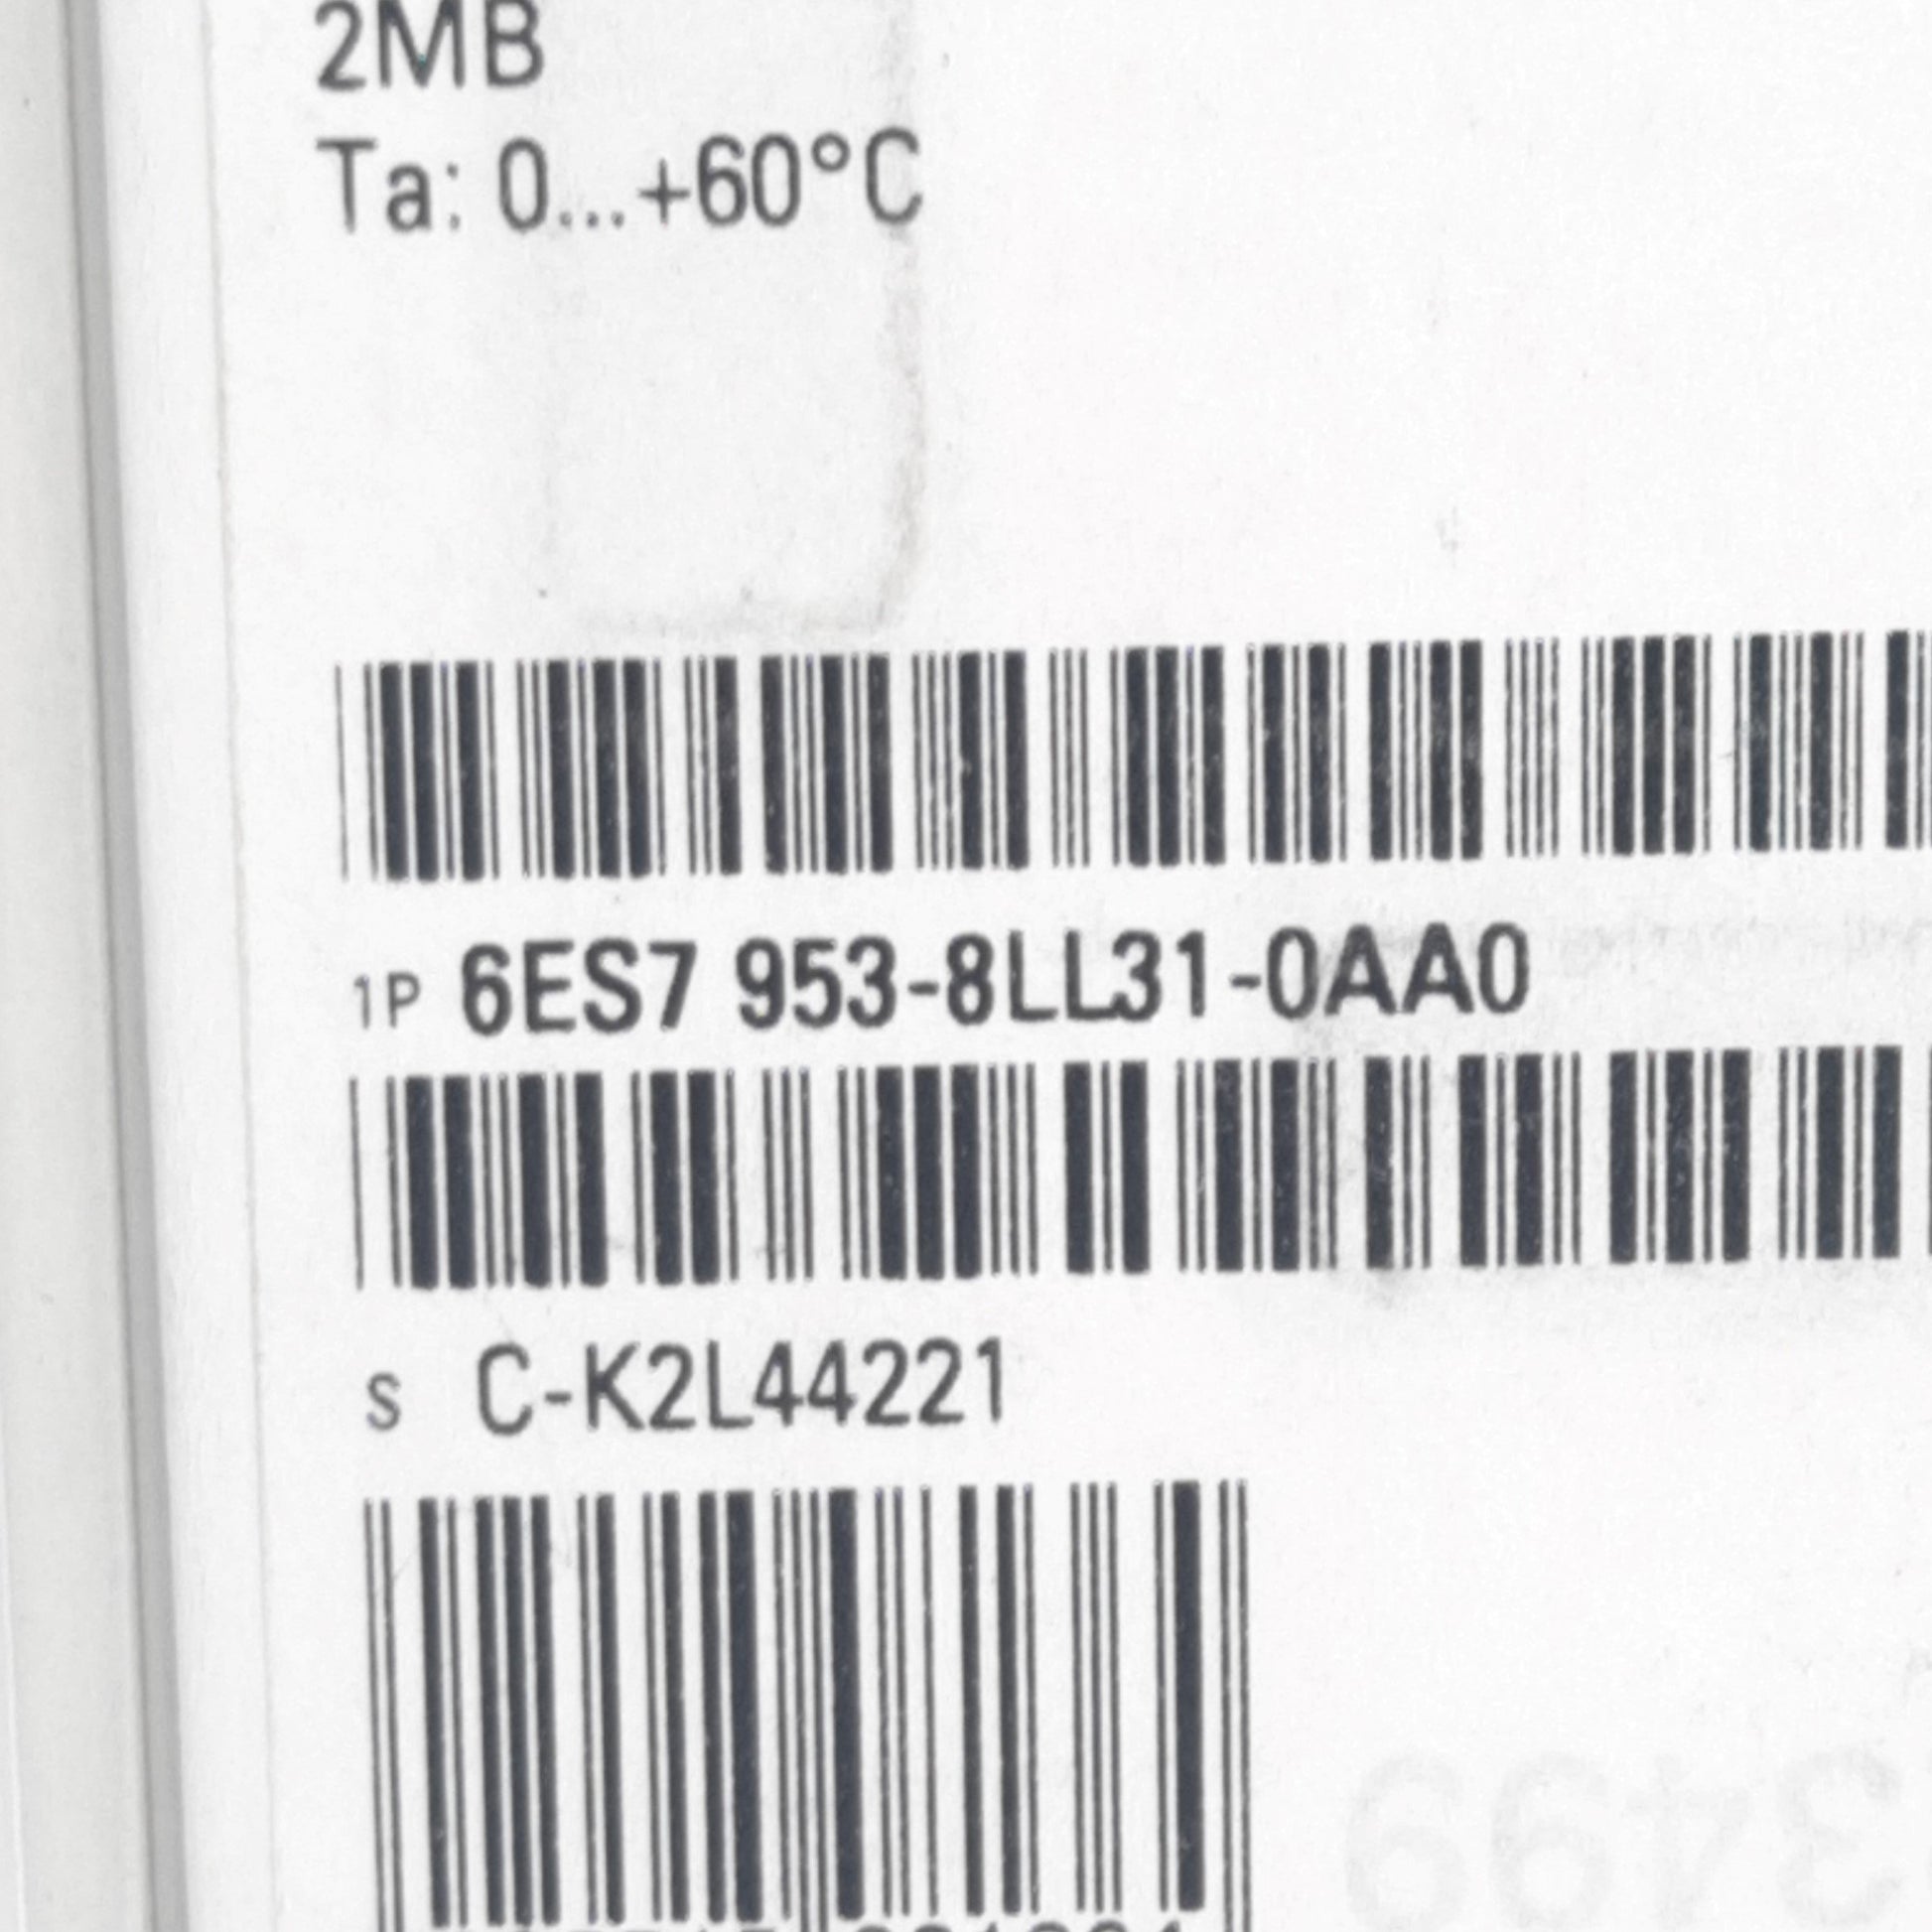 2MB
Ta: 0...+60°C
1P 6ES7 953-8LL31-0AA0
S C-K2L44221